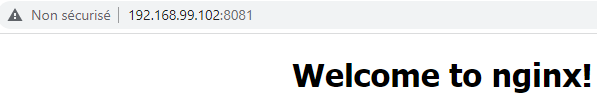 Non sécurisé | 192.168.99.102:8081
Welcome to nginx!